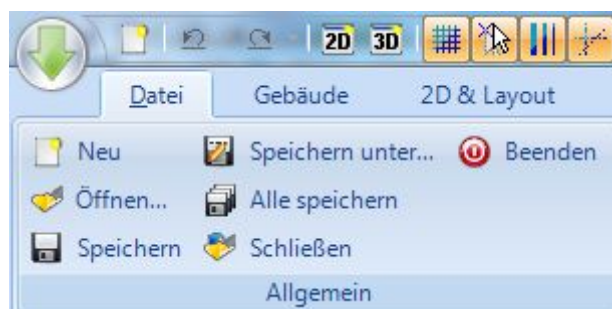 2D 3D
Datei Gebäude 2D & Layout
Neu Speichern unter... Beenden
Öffnen... Alle speichern
Speichern Schließen
Allgemein